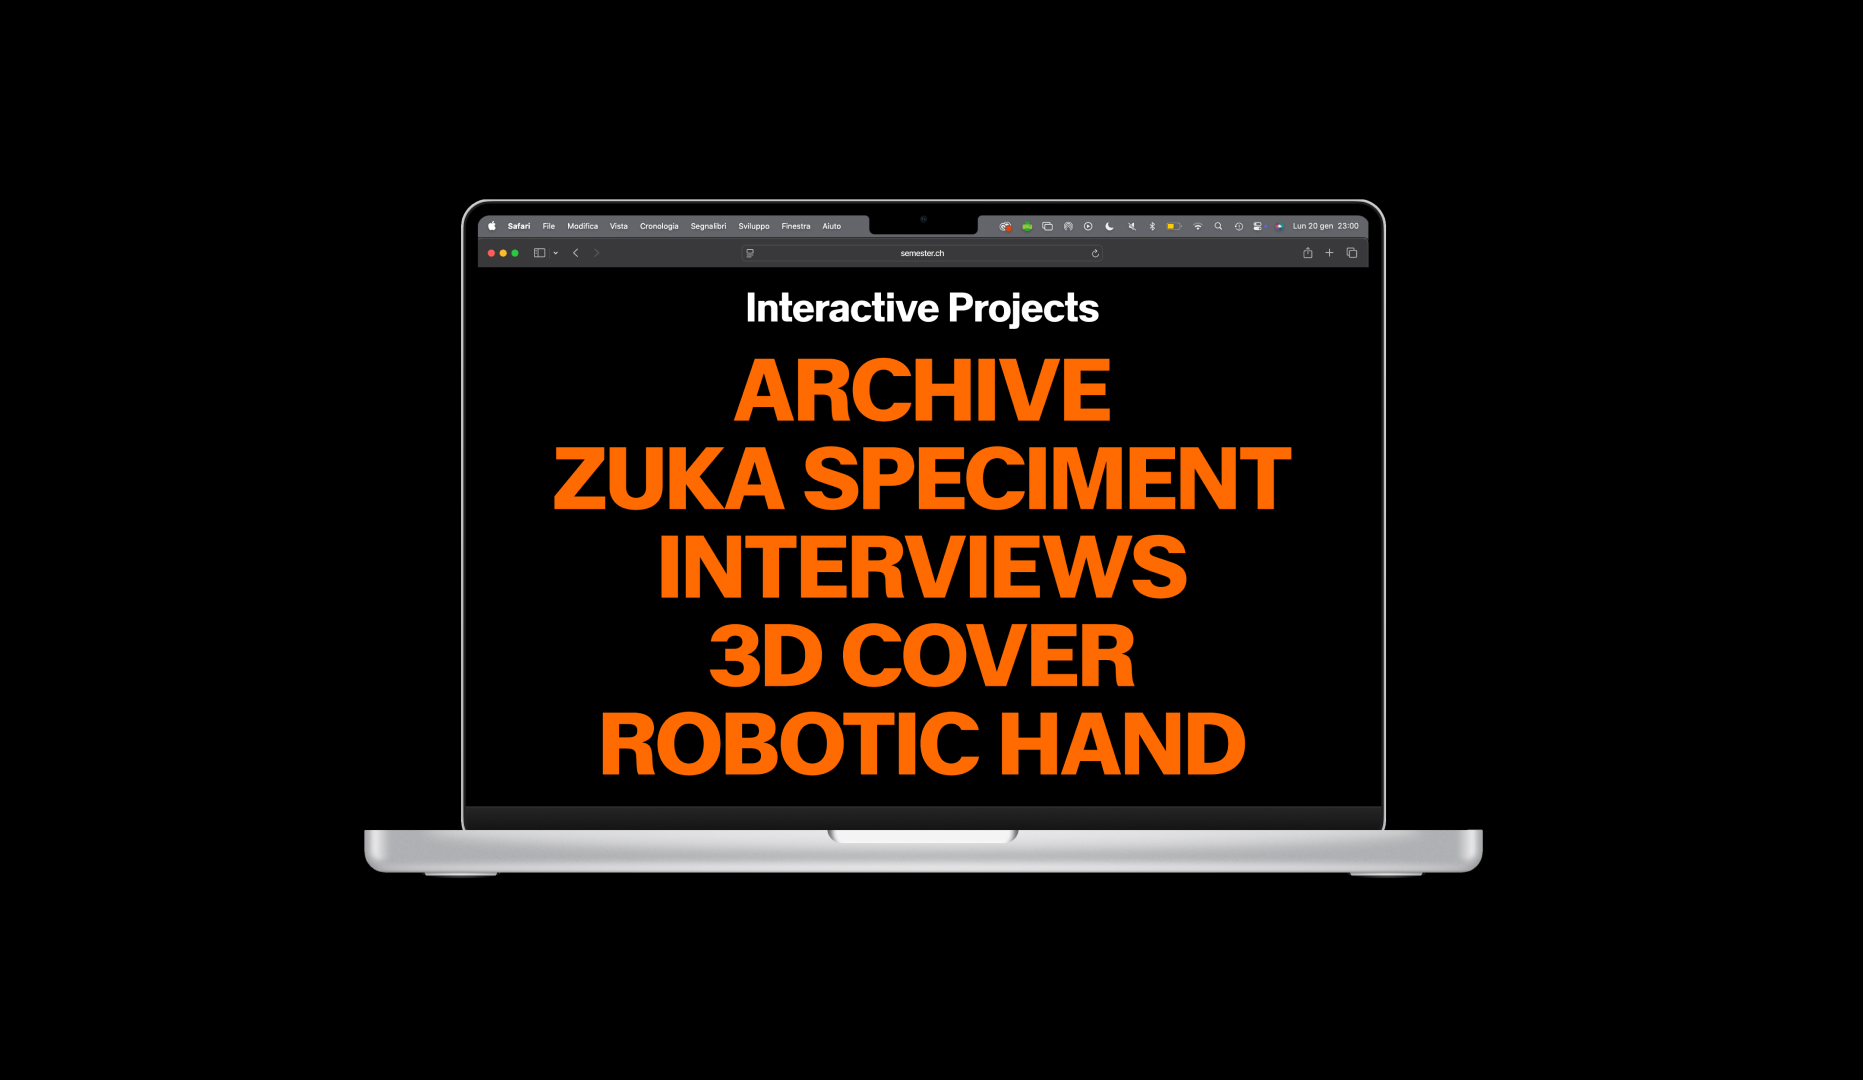 Safari File Modifica Vista Cronologia Segnalibri Sviluppo Finestra Aiuto Lun 20 gen 23:00
semester.ch
Interactive Projects
ARCHIVE
ZUKA SPECIMENT
INTERVIEWS
3D COVER
ROBOTIC HAND